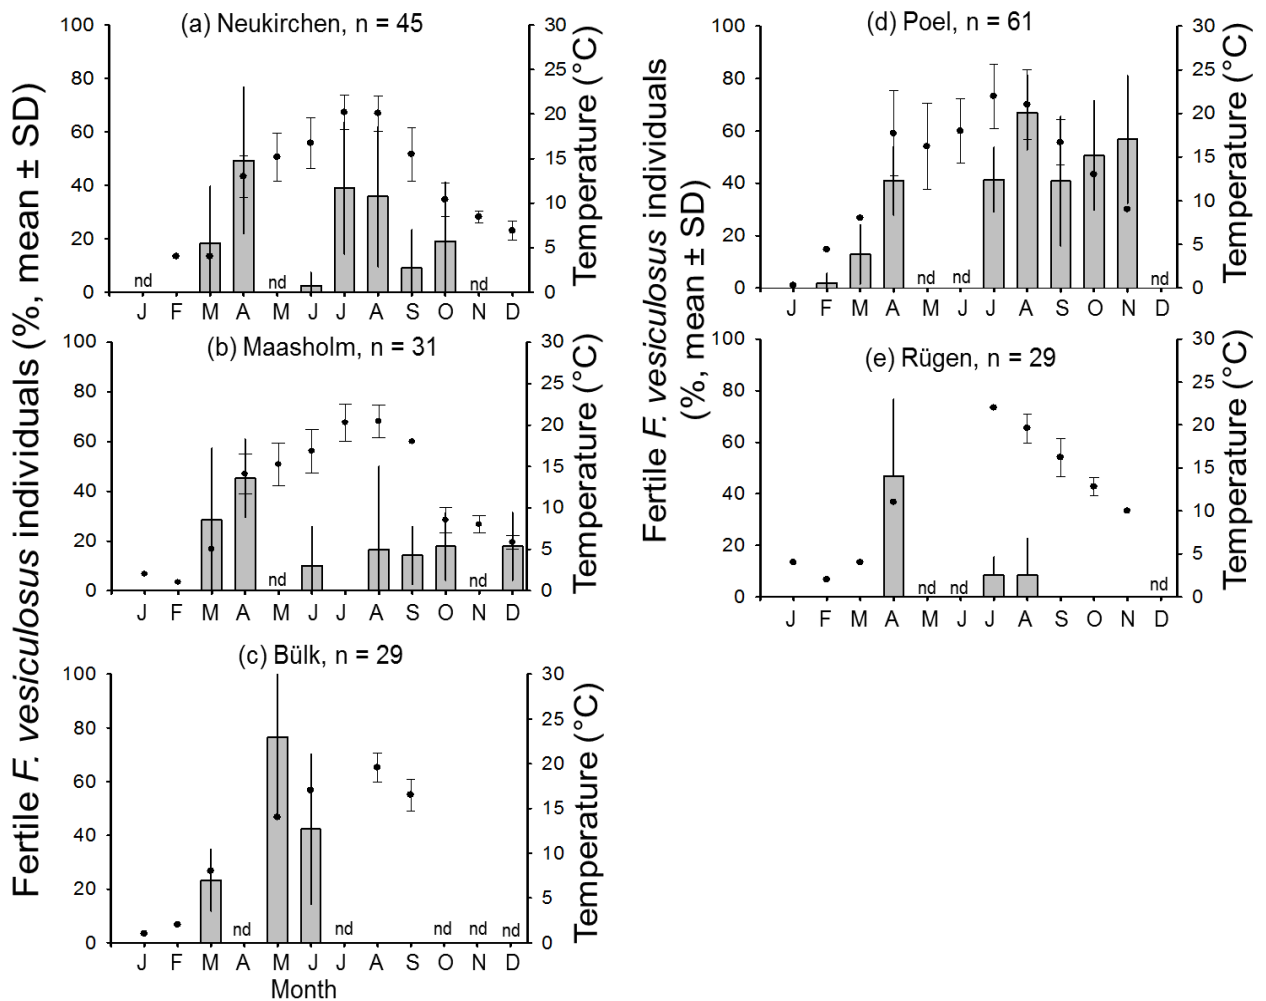 Fertile F. vesiculosus individuals (%, mean ± SD)
(a) Neukirchen, n = 45
100
80
60
40
20
0
nd nd nd
J F M A M J J A S O N D
30
25
20
15
10
5
0
Temperature (°C)
(b) Maasholm, n = 31
100
80
60
40
20
0
nd nd
J F M A M J J A S O N D
30
25
20
15
10
5
0
Temperature (°C)
(c) Bülk, n = 29
100
80
60
40
20
0
nd nd nd nd nd
J F M A M J J A S O N D
Month
30
25
20
15
10
5
0
Temperature (°C)
Fertile F. vesiculosus individuals
(%, mean ± SD)
(d) Poel, n = 61
100
80
60
40
20
0
nd nd nd
J F M A M J J A S O N D
30
25
20
15
10
5
0
Temperature (°C)
(e) Rügen, n = 29
100
80
60
40
20
0
nd nd nd
J F M A M J J A S O N D
30
25
20
15
10
5
0
Temperature (°C)